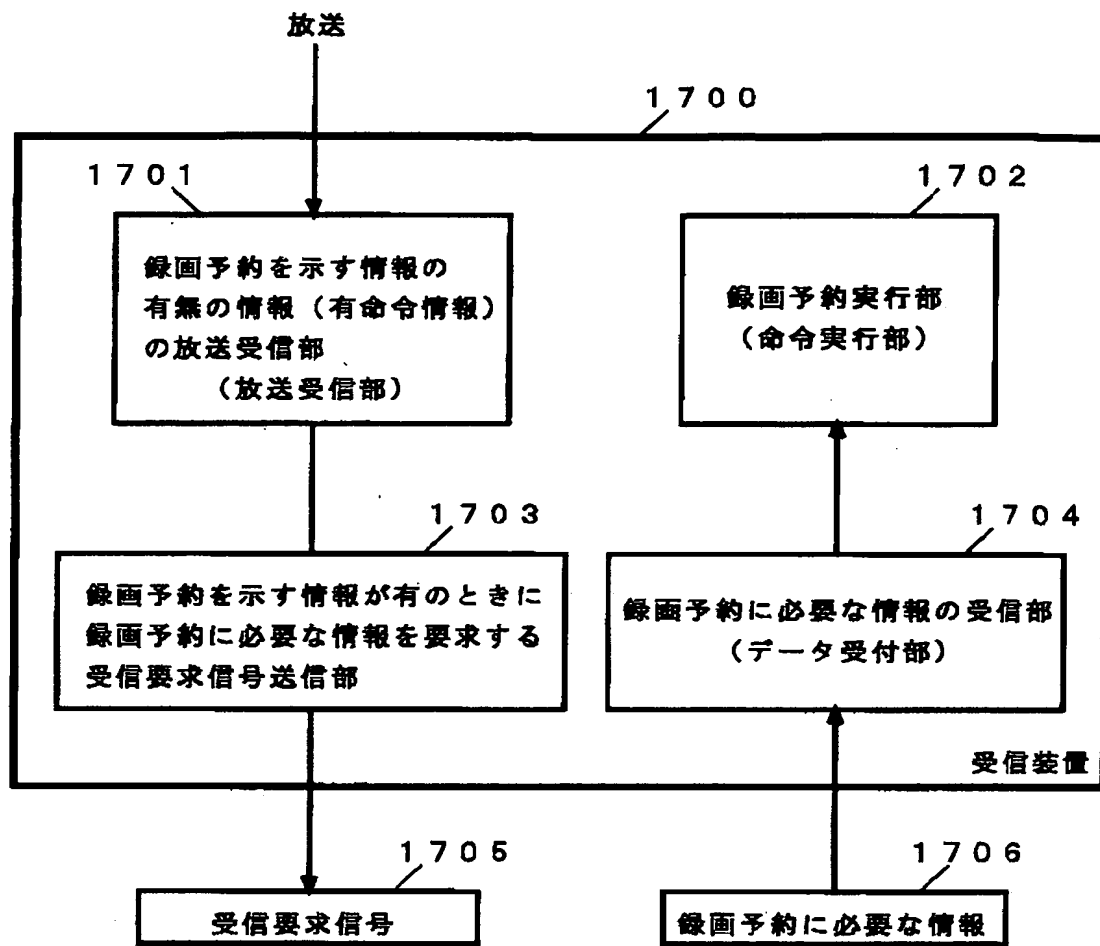 放送
１７００
１７０１
録画予約を示す情報の
有無の情報（有命令情報）
の放送受信部
（放送受信部）
１７０２
録画予約実行部
（命令実行部）
１７０３
録画予約を示す情報が有のときに
録画予約に必要な情報を要求する
受信要求信号送信部
１７０４
録画予約に必要な情報の受信部
（データ受付部）
受信装置
１７０５
受信要求信号
１７０６
録画予約に必要な情報